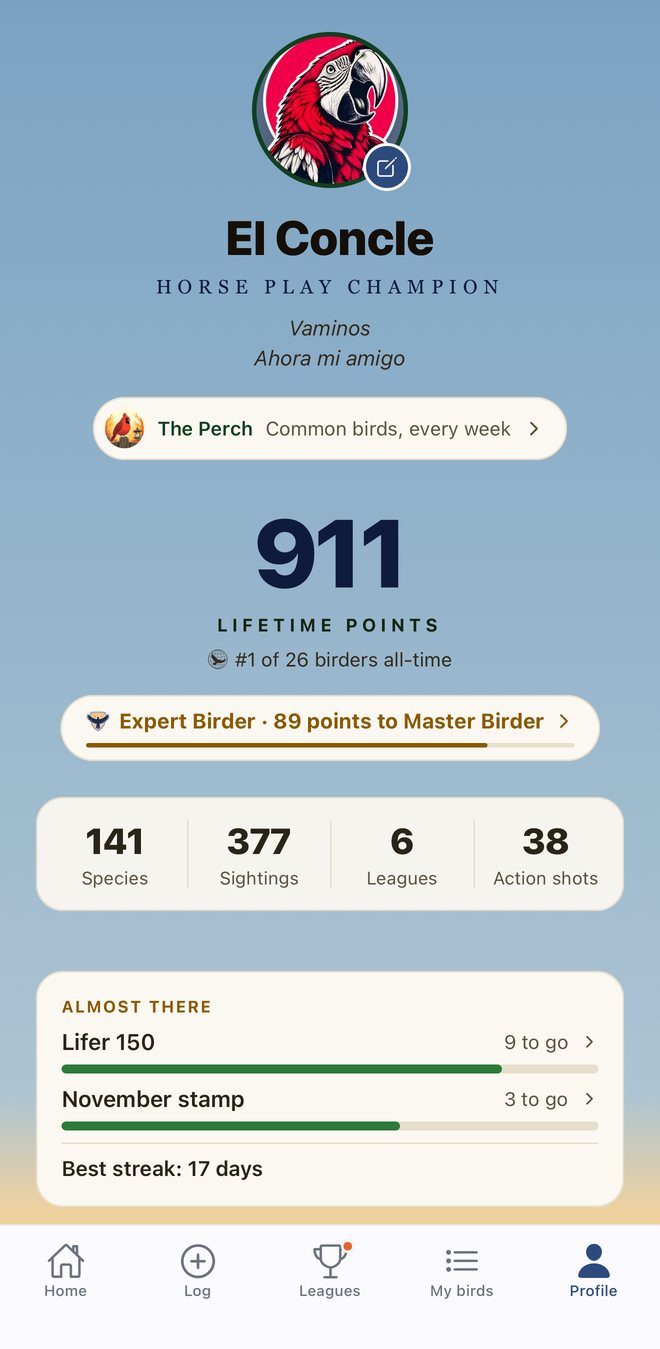 El Concle
HORSE PLAY CHAMPION
Vaminos
Ahora mi amigo
The Perch Common birds, every week
911
LIFETIME POINTS
#1 of 26 birders all-time
Expert Birder · 89 points to Master Birder
141 377 6 38
Species Sightings Leagues Action shots
ALMOST THERE
Lifer 150 9 to go
November stamp 3 to go
Best streak: 17 days
Home Log Leagues My birds Profile